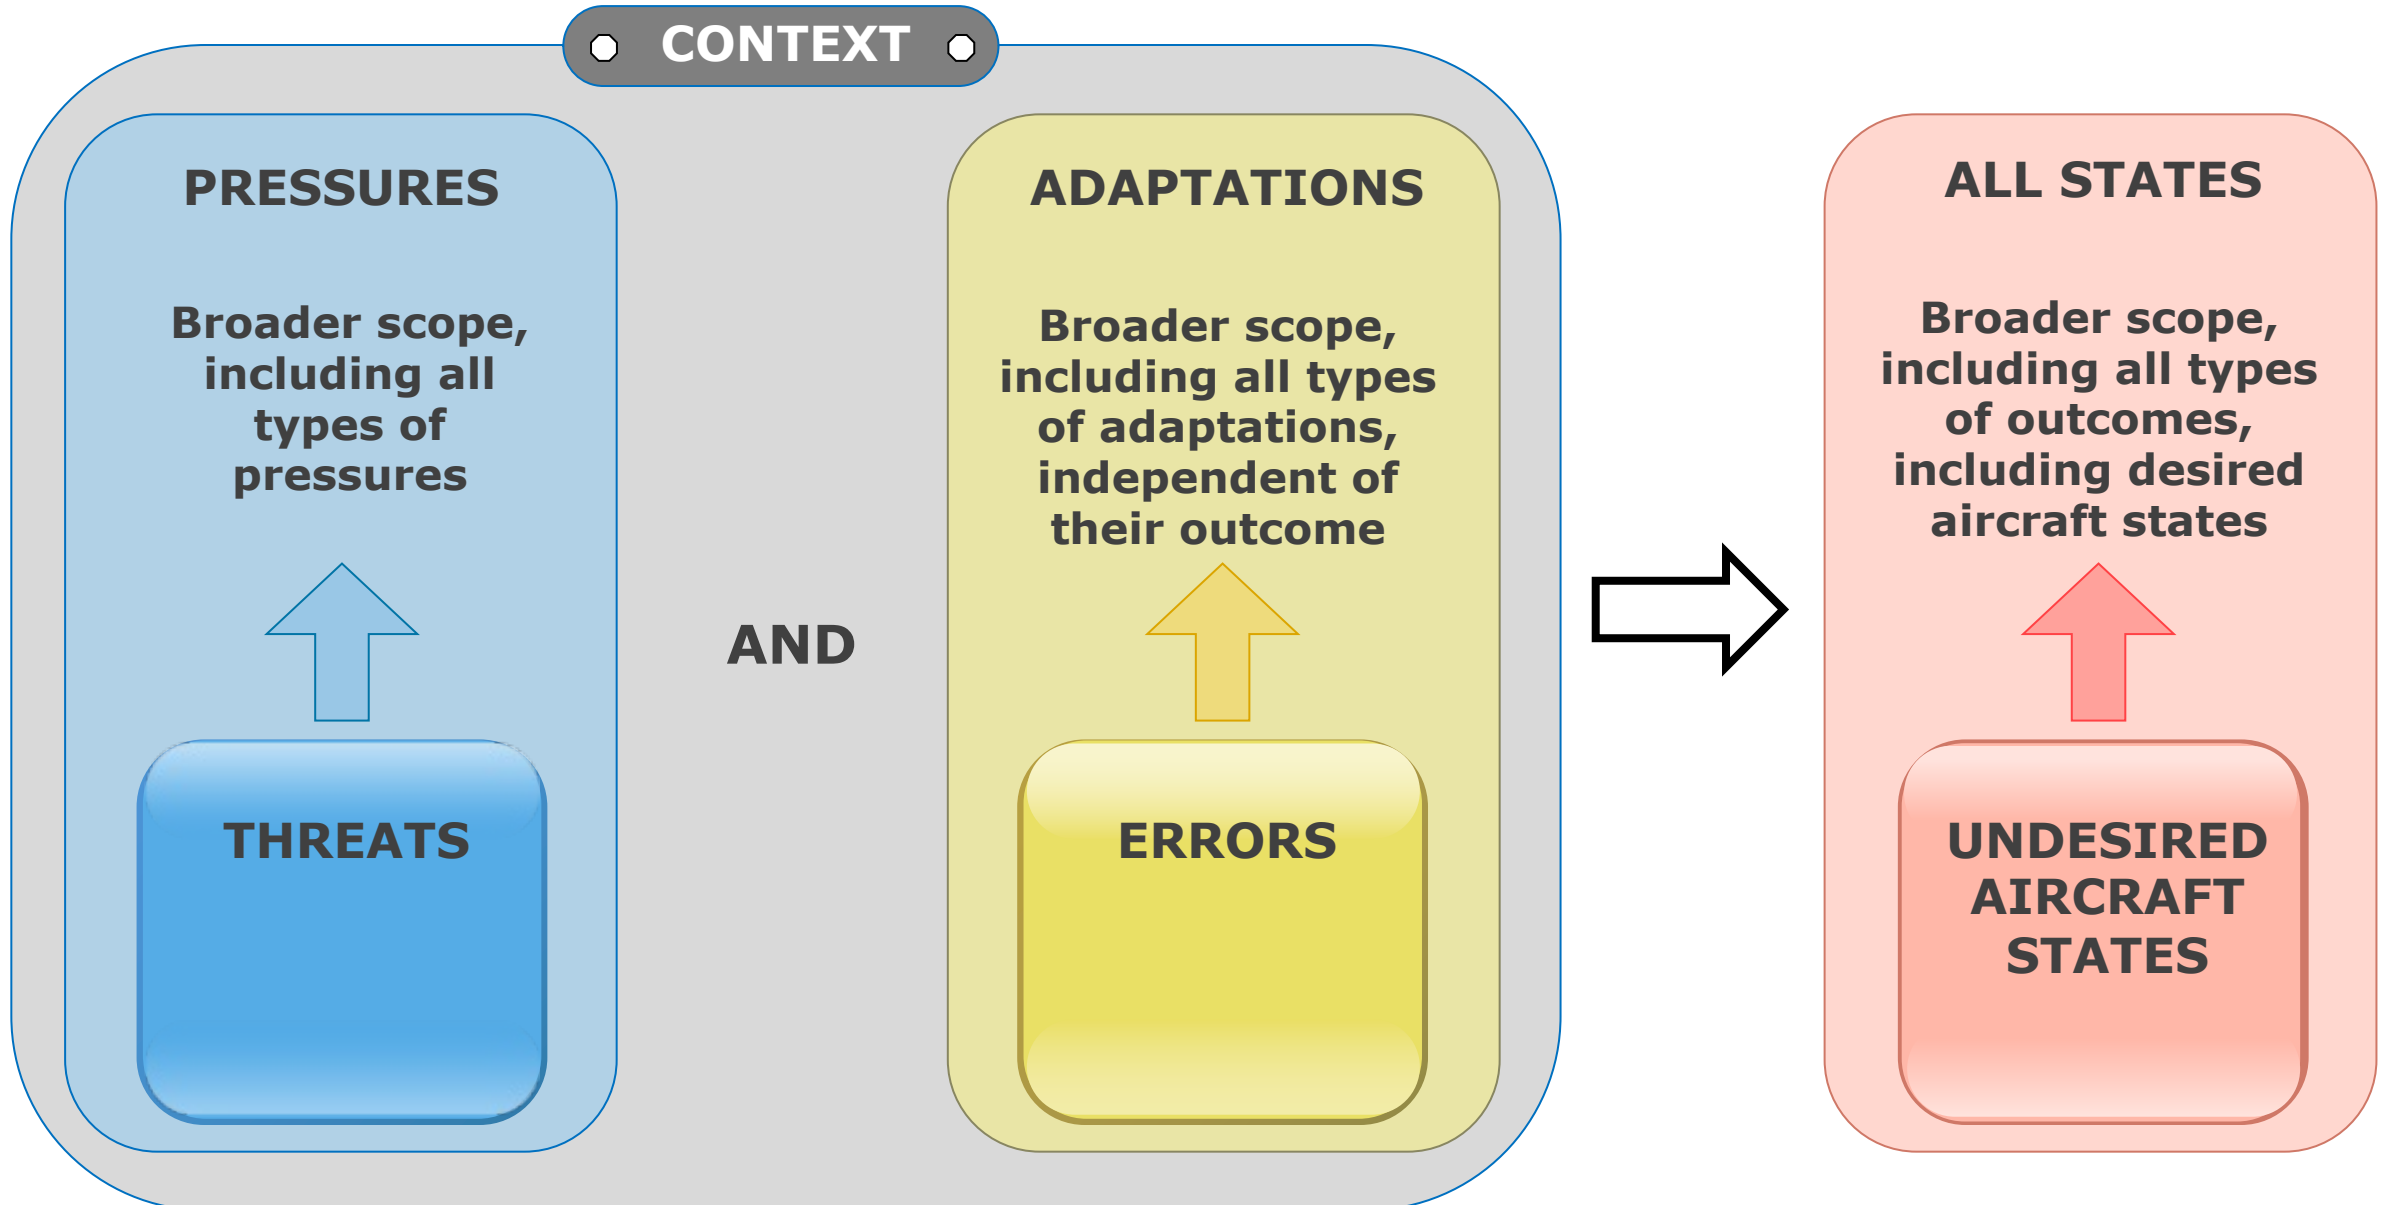 CONTEXT
PRESSURES
Broader scope,
including all
types of
pressures
THREATS
AND
ADAPTATIONS
Broader scope,
including all types
of adaptations,
independent of
their outcome
ERRORS
ALL STATES
Broader scope,
including all types
of outcomes,
including desired
aircraft states
UNDESIRED
AIRCRAFT
STATES